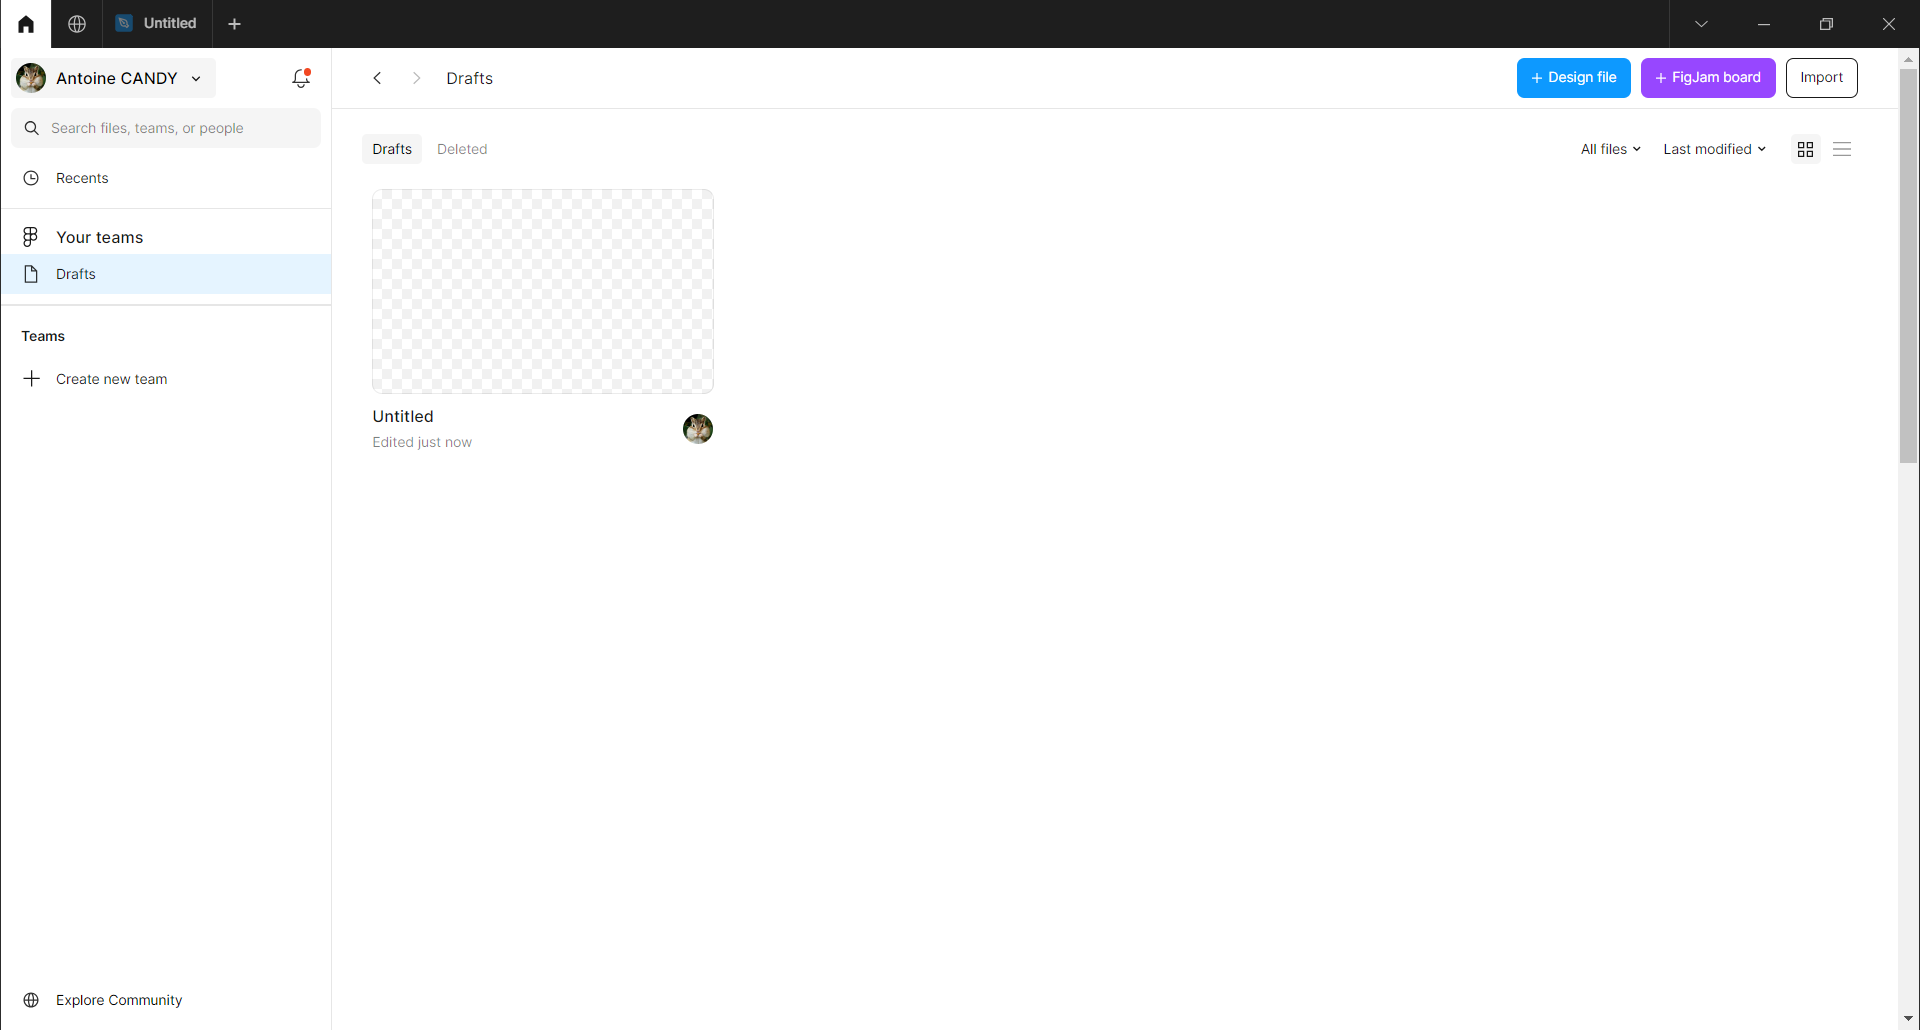 Untitled
Antoine CANDY
Drafts
+ Design file
+ FigJam board
Import
Search files, teams, or people
Recents
Your teams
Drafts
Teams
Create new team
Explore Community
Drafts
Deleted
All files
Last modified
Untitled
Edited just now